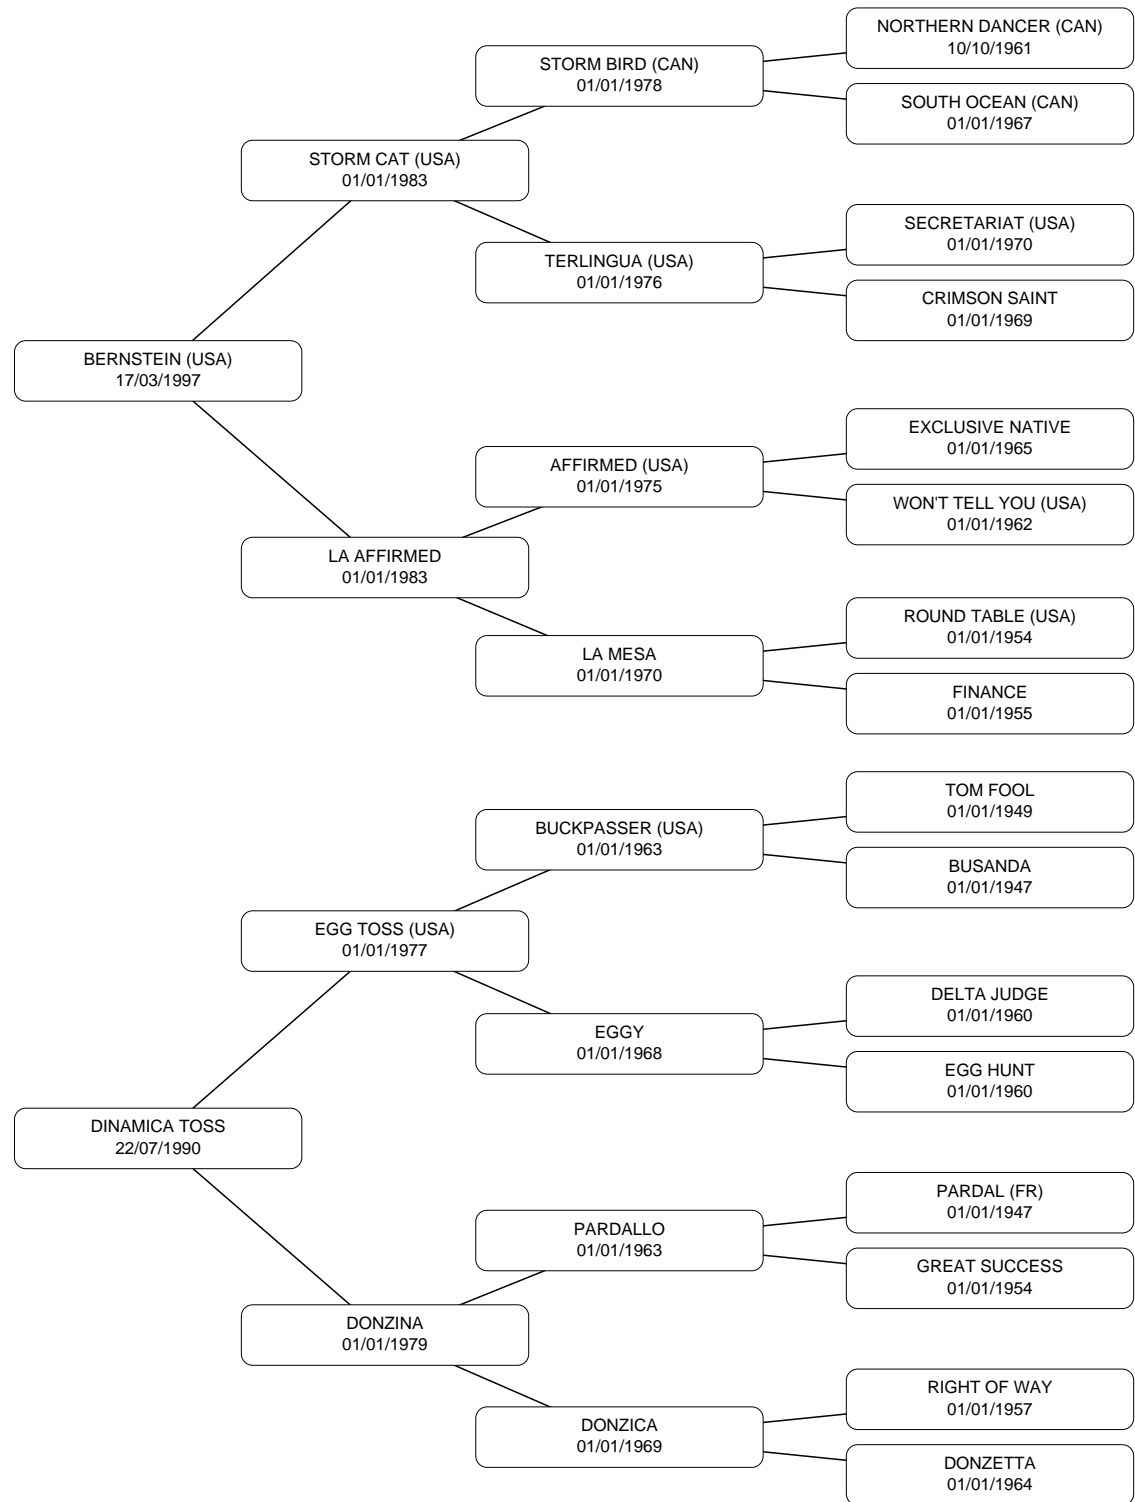 NORTHERN DANCER (CAN)
10/10/1961
STORM BIRD (CAN)
01/01/1978
SOUTH OCEAN (CAN)
01/01/1967
STORM CAT (USA)
01/01/1983
SECRETARIAT (USA)
01/01/1970
TERLINGUA (USA)
01/01/1976
CRIMSON SAINT
01/01/1969
BERNSTEIN (USA)
17/03/1997
EXCLUSIVE NATIVE
01/01/1965
AFFIRMED (USA)
01/01/1975
WON'T TELL YOU (USA)
01/01/1962
LA AFFIRMED
01/01/1983
ROUND TABLE (USA)
01/01/1954
LA MESA
01/01/1970
FINANCE
01/01/1955
TOM FOOL
01/01/1949
BUCKPASSER (USA)
01/01/1963
BUSANDA
01/01/1947
EGG TOSS (USA)
01/01/1977
DELTA JUDGE
01/01/1960
EGGY
01/01/1968
EGG HUNT
01/01/1960
DINAMICA TOSS
22/07/1990
PARDAL (FR)
01/01/1947
PARDALLO
01/01/1963
GREAT SUCCESS
01/01/1954
DONZINA
01/01/1979
RIGHT OF WAY
01/01/1957
DONZICA
01/01/1969
DONZETTA
01/01/1964